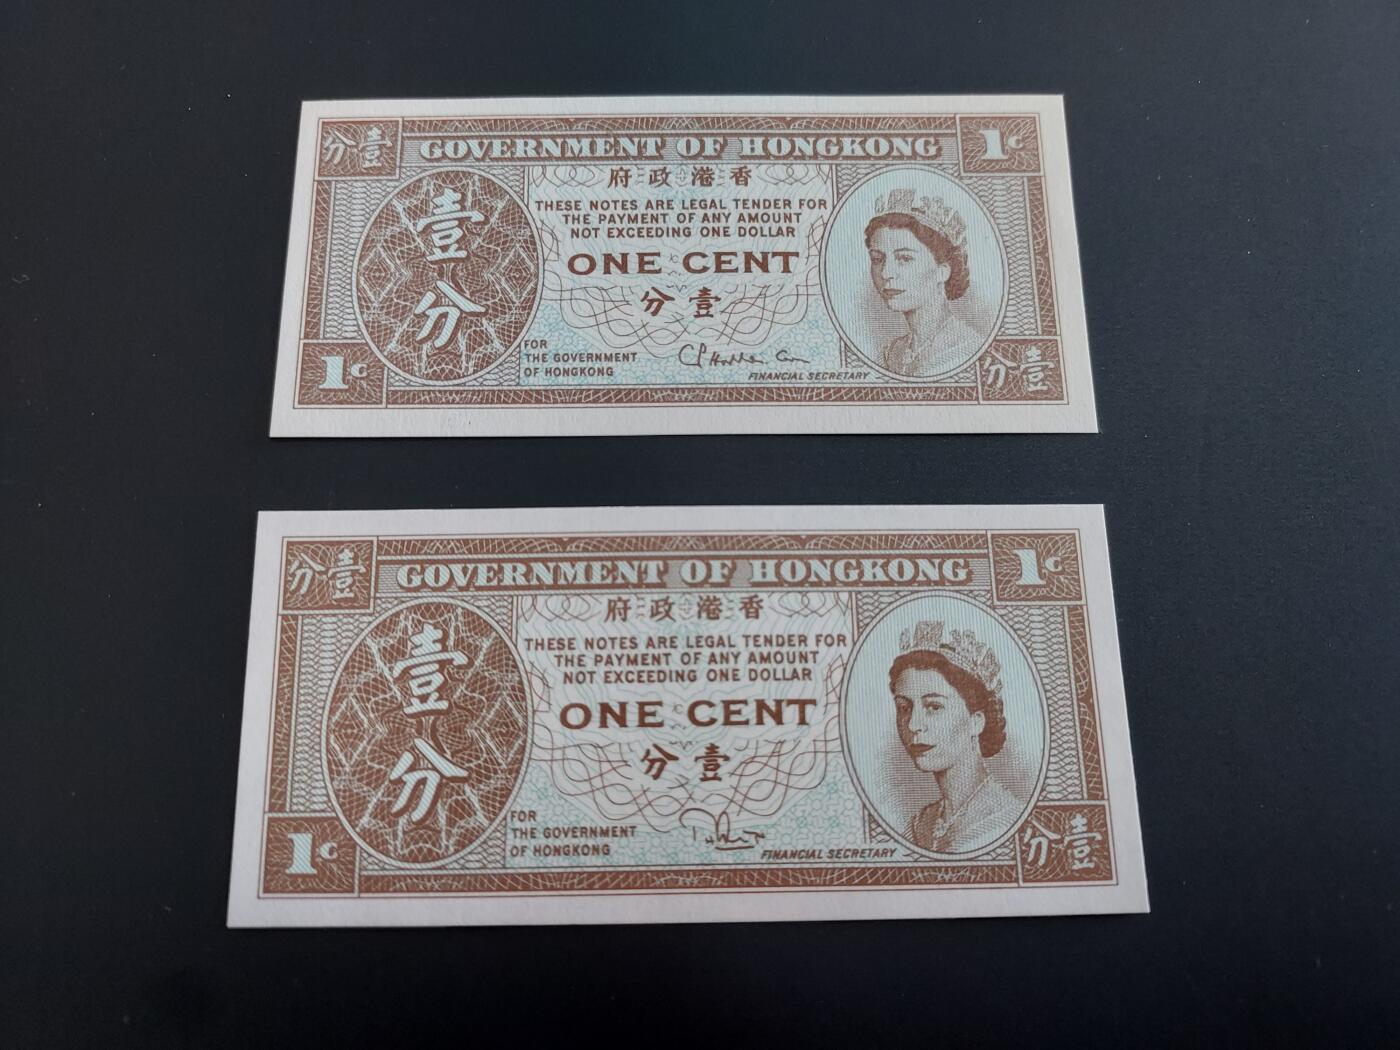 分壹
GOVERNMENT OF HONGKONG
1c
府政港香
THESE NOTES ARE LEGAL TENDER FOR
THE PAYMENT OF ANY AMOUNT
NOT EXCEEDING ONE DOLLAR
壹
分
ONE CENT
分壹
FOR
THE GOVERNMENT
OF HONGKONG
FINANCIAL SECRETARY
1c
分壹
分壹
GOVERNMENT OF HONGKONG
1c
府政港香
THESE NOTES ARE LEGAL TENDER FOR
THE PAYMENT OF ANY AMOUNT
NOT EXCEEDING ONE DOLLAR
壹
分
ONE CENT
分壹
FOR
THE GOVERNMENT
OF HONGKONG
FINANCIAL SECRETARY
1c
分壹